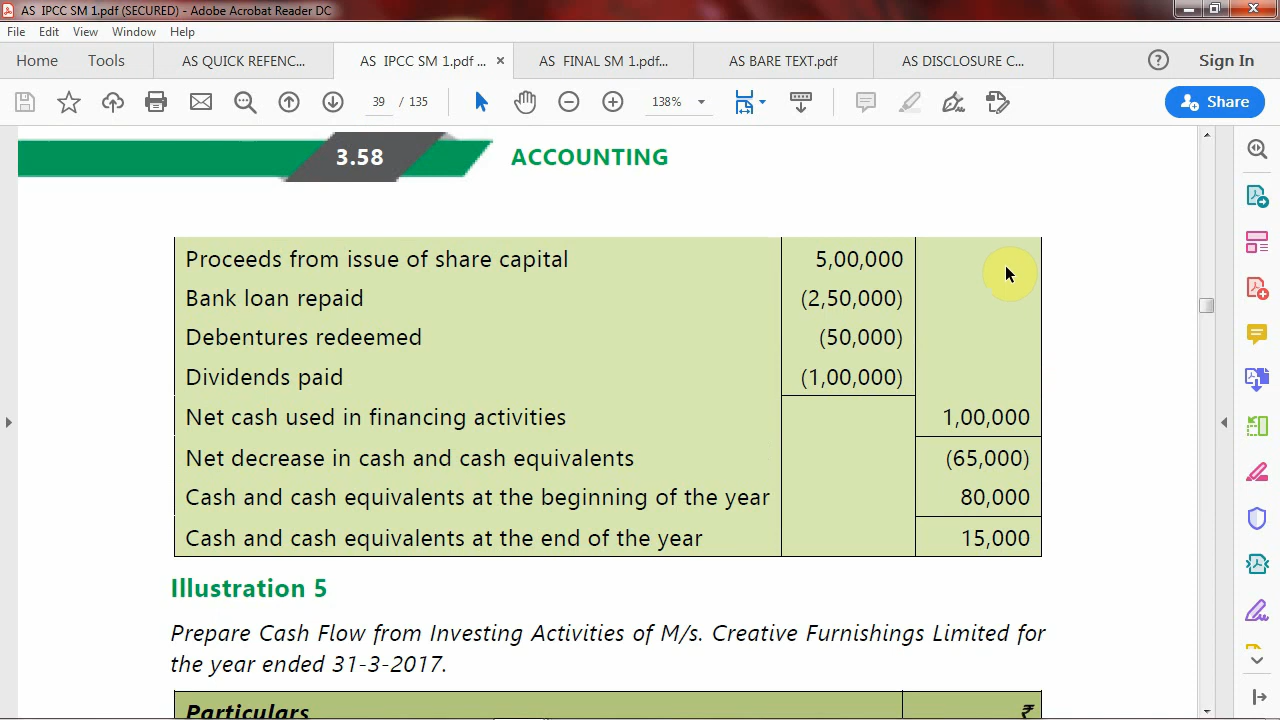 AS IPCC SM 1.pdf (SECURED) - Adobe Acrobat Reader DC
File Edit View Window Help
Home Tools AS QUICK REFENC... AS IPCC SM 1.pdf ... × AS FINAL SM 1.pdf... AS BARE TEXT.pdf AS DISCLOSURE C... Sign In
39 / 135 138% Share
3.58 ACCOUNTING
Proceeds from issue of share capital 5,00,000
Bank loan repaid (2,50,000)
Debentures redeemed (50,000)
Dividends paid (1,00,000)
Net cash used in financing activities 1,00,000
Net decrease in cash and cash equivalents (65,000)
Cash and cash equivalents at the beginning of the year 80,000
Cash and cash equivalents at the end of the year 15,000
Illustration 5
Prepare Cash Flow from Investing Activities of M/s. Creative Furnishings Limited for
the year ended 31-3-2017.
Particulars ₹